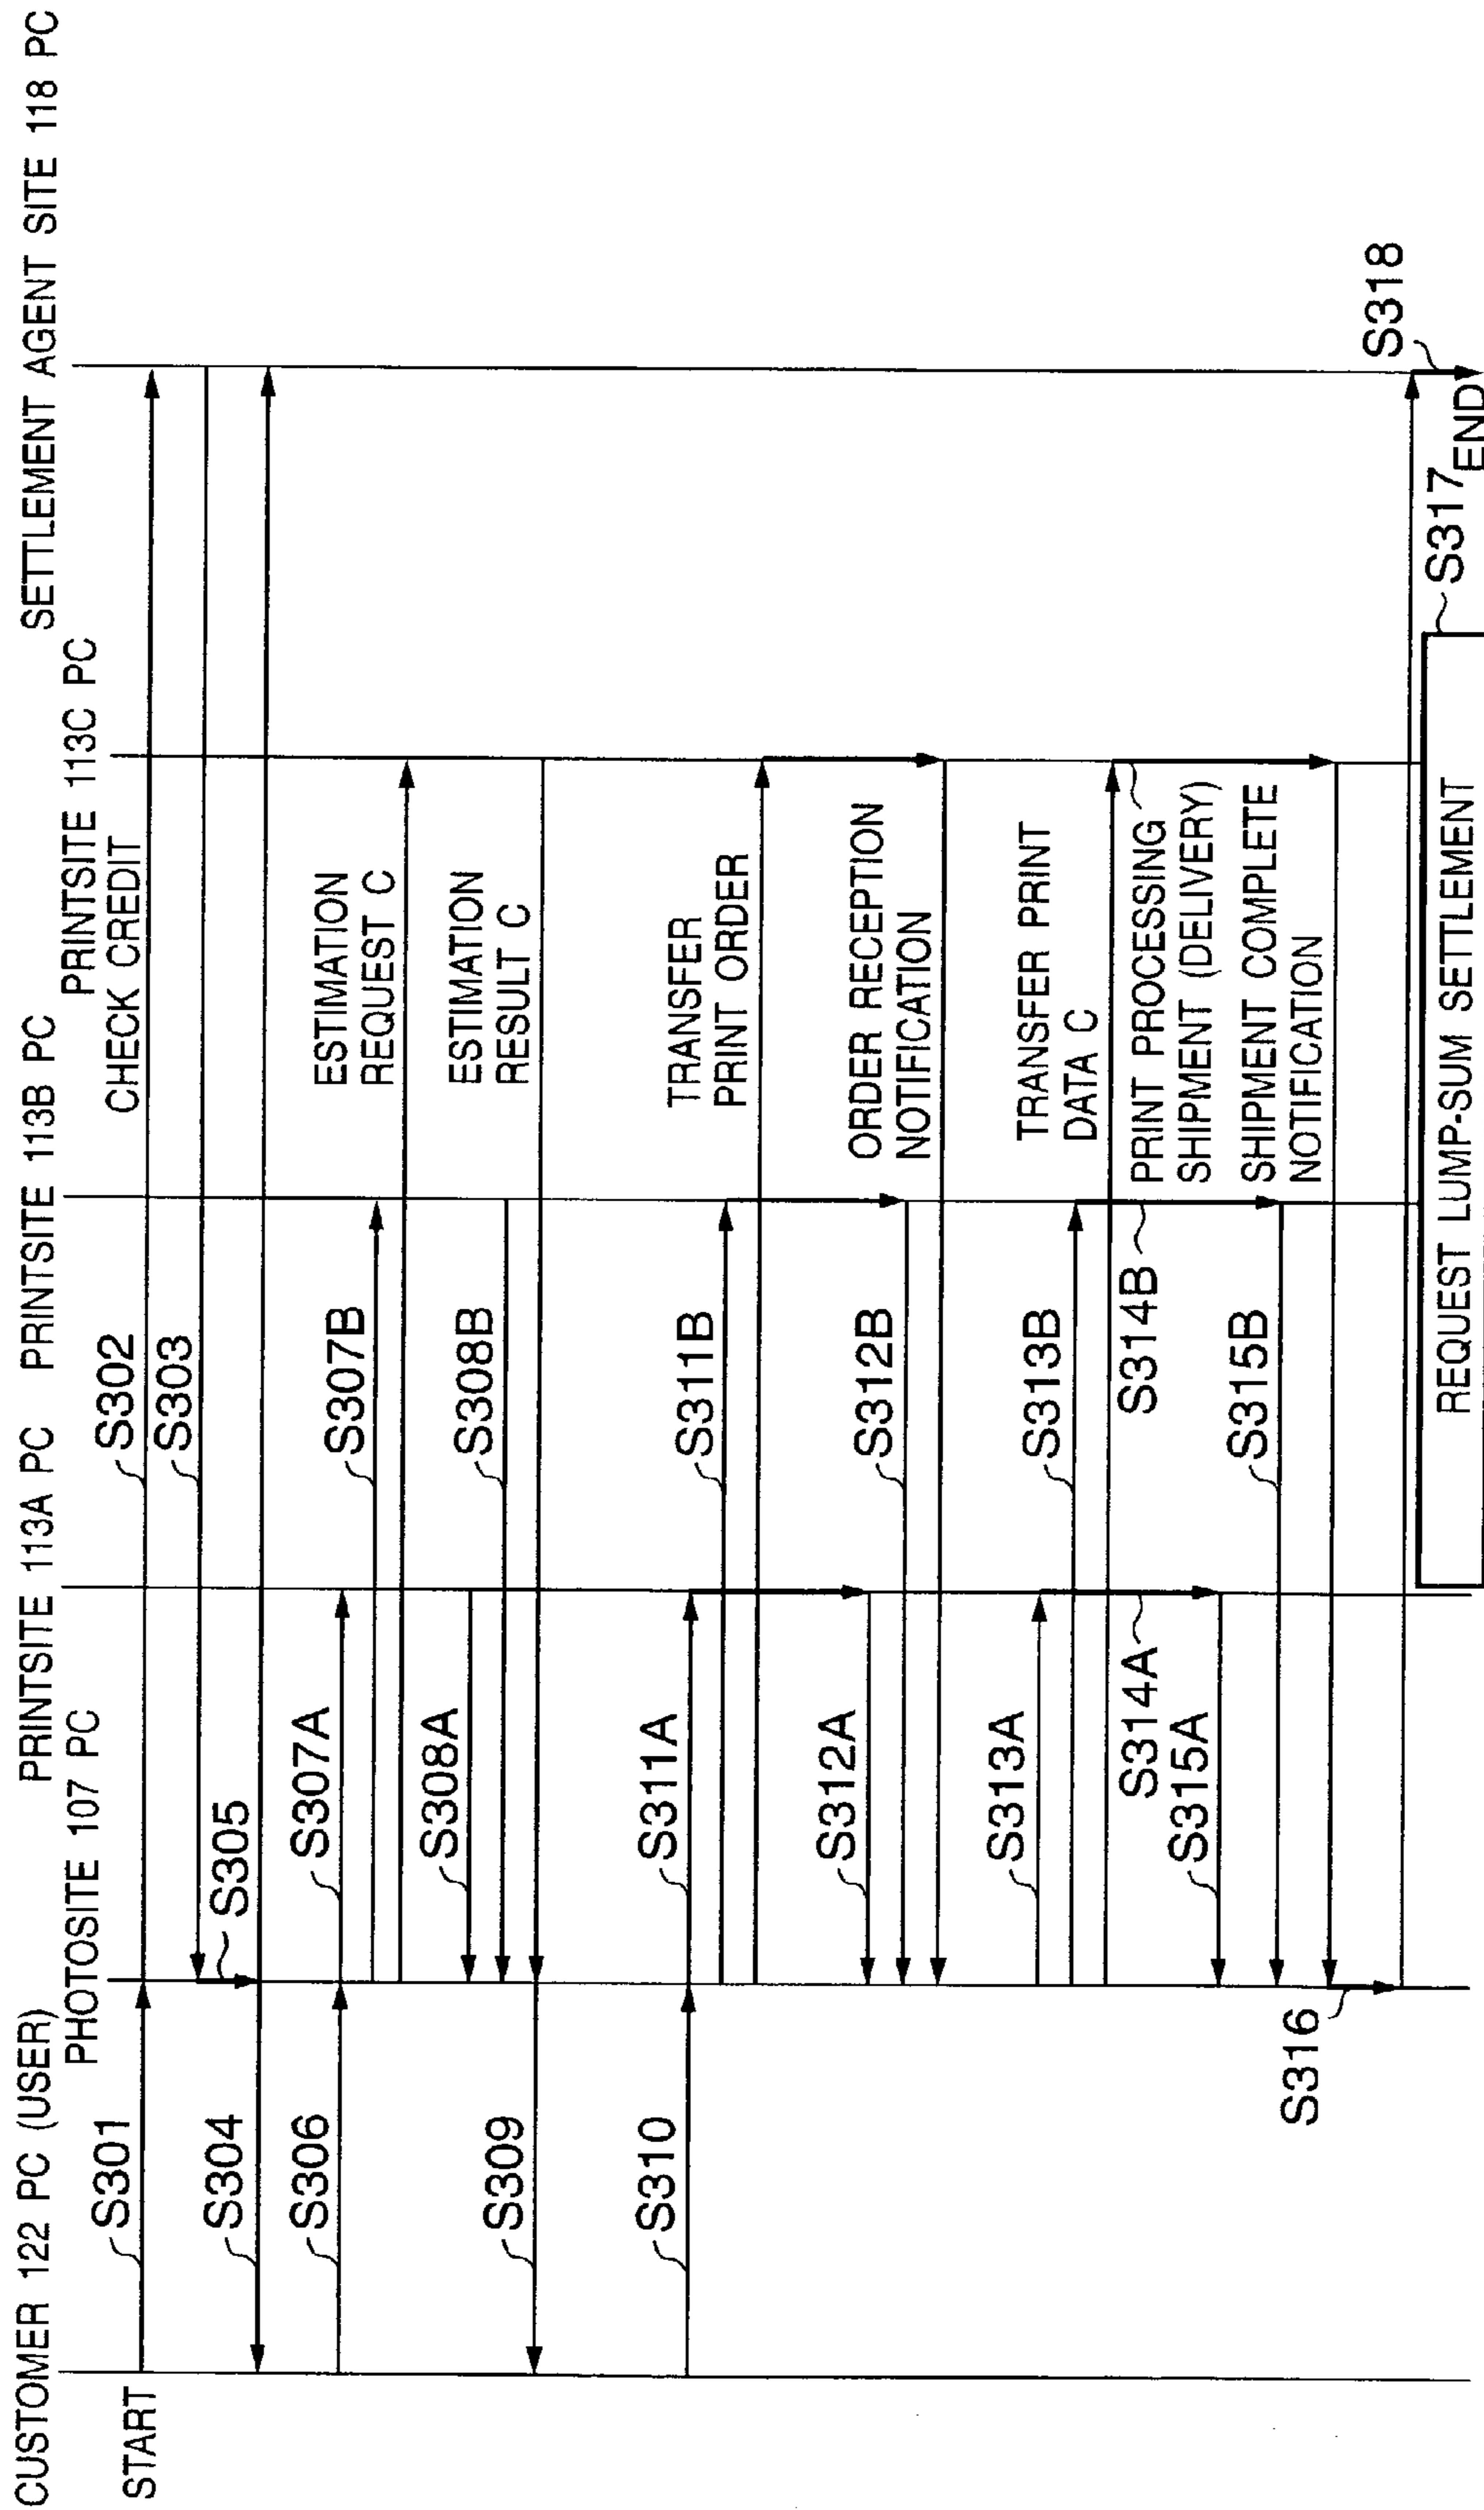 CUSTOMER 122 PC (USER)
PHOTOSITE 107 PC
PRINTSITE 113A PC
PRINTSITE 113B PC
PRINTSITE 113C PC
SETTLEMENT AGENT SITE 118 PC
START
S301
S302
CHECK CREDIT
S303
S304
S305
S306
S307A
S307B
ESTIMATION
REQUEST C
S308A
S308B
ESTIMATION
RESULT C
S309
S310
S311A
S311B
TRANSFER
PRINT ORDER
S312A
S312B
ORDER RECEPTION
NOTIFICATION
S313A
S313B
TRANSFER PRINT
DATA C
S314A
S314B
PRINT PROCESSING
SHIPMENT (DELIVERY)
S315A
S315B
SHIPMENT COMPLETE
NOTIFICATION
S316
S318
REQUEST LUMP-SUM SETTLEMENT
S317
END